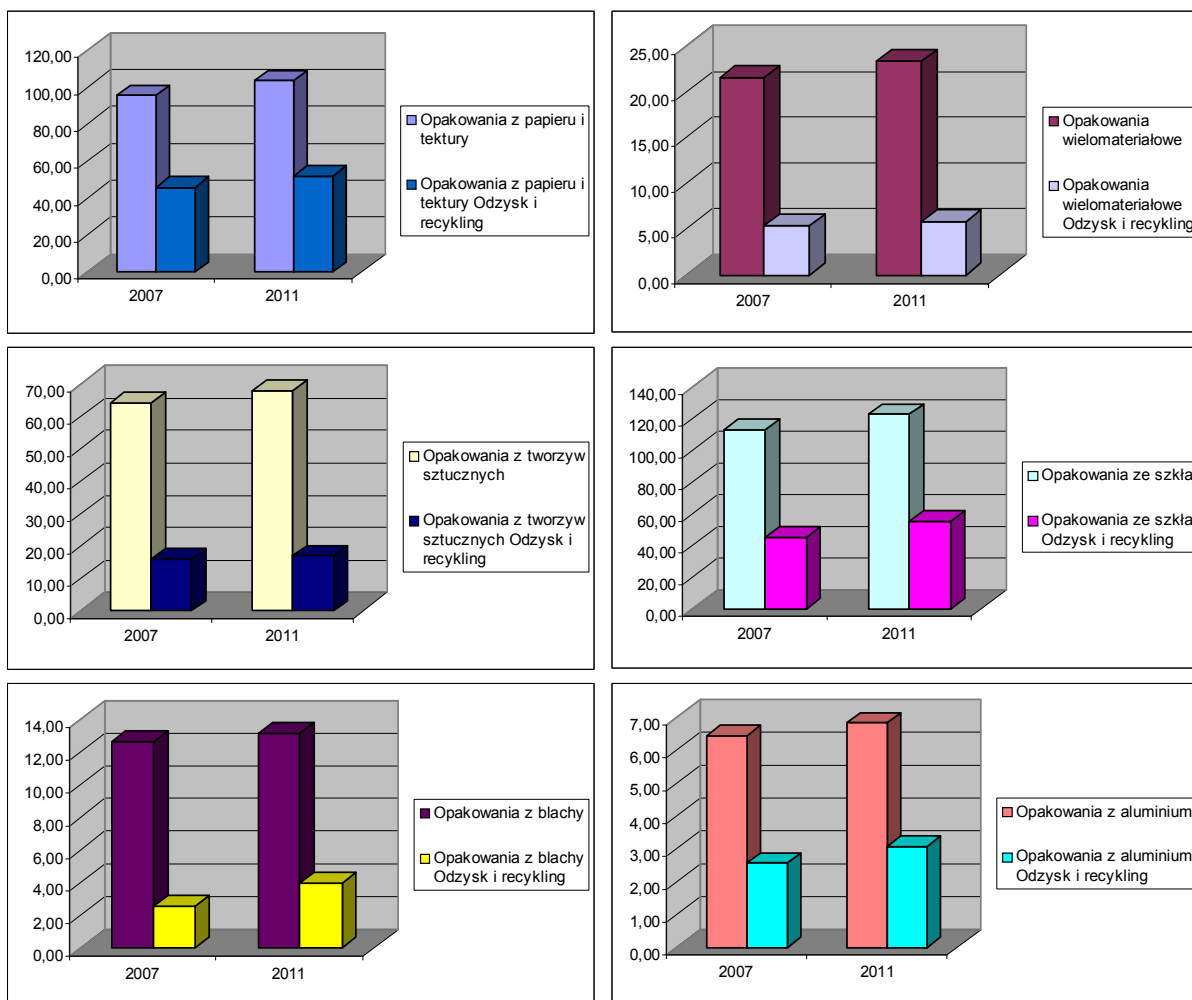 120,00
100,00
80,00
60,00
40,00
20,00
0,00
2007
2011
Opakowania z papieru i
tektury
Opakowania z papieru i
tektury Odzysk i
recykling
25,00
20,00
15,00
10,00
5,00
0,00
2007
2011
Opakowania
wielomateriałowe
Opakowania
wielomateriałowe
Odzysk i recykling
70,00
60,00
50,00
40,00
30,00
20,00
10,00
0,00
2007
2011
Opakowania z tworzyw
sztucznych
Opakowania z tworzyw
sztucznych Odzysk i
recykling
140,00
120,00
100,00
80,00
60,00
40,00
20,00
0,00
2007
2011
Opakowania ze szkła
Opakowania ze szkła
Odzysk i recykling
14,00
12,00
10,00
8,00
6,00
4,00
2,00
0,00
2007
2011
Opakowania z blachy
Opakowania z blachy
Odzysk i recykling
7,00
6,00
5,00
4,00
3,00
2,00
1,00
0,00
2007
2011
Opakowania z aluminium
Opakowania z aluminium
Odzysk i recykling